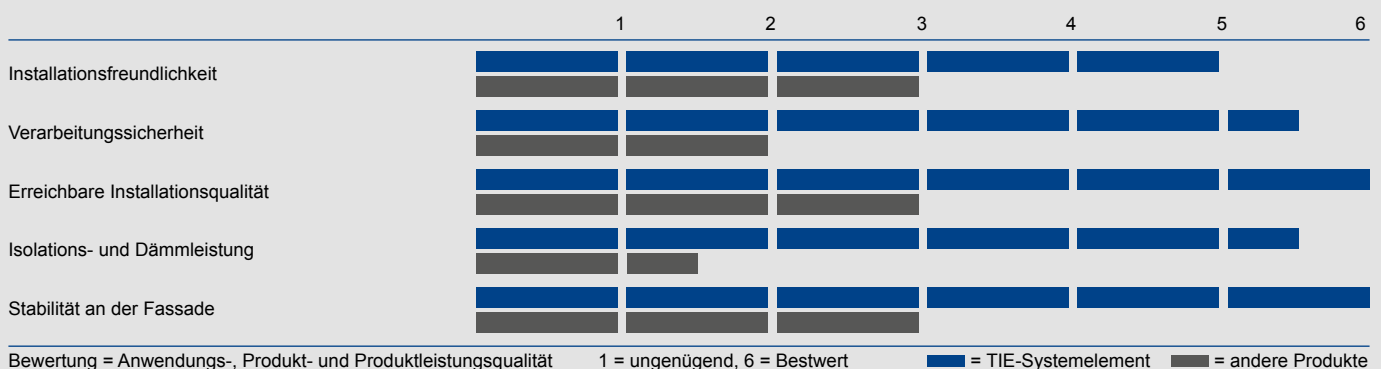 1 2 3 4 5 6
Installationsfreundlichkeit
Verarbeitungssicherheit
Erreichbare Installationsqualität
Isolations- und Dämmleistung
Stabilität an der Fassade
Bewertung = Anwendungs-, Produkt- und Produktleistungsqualität 1 = ungenügend, 6 = Bestwert = TIE-Systemelement = andere Produkte